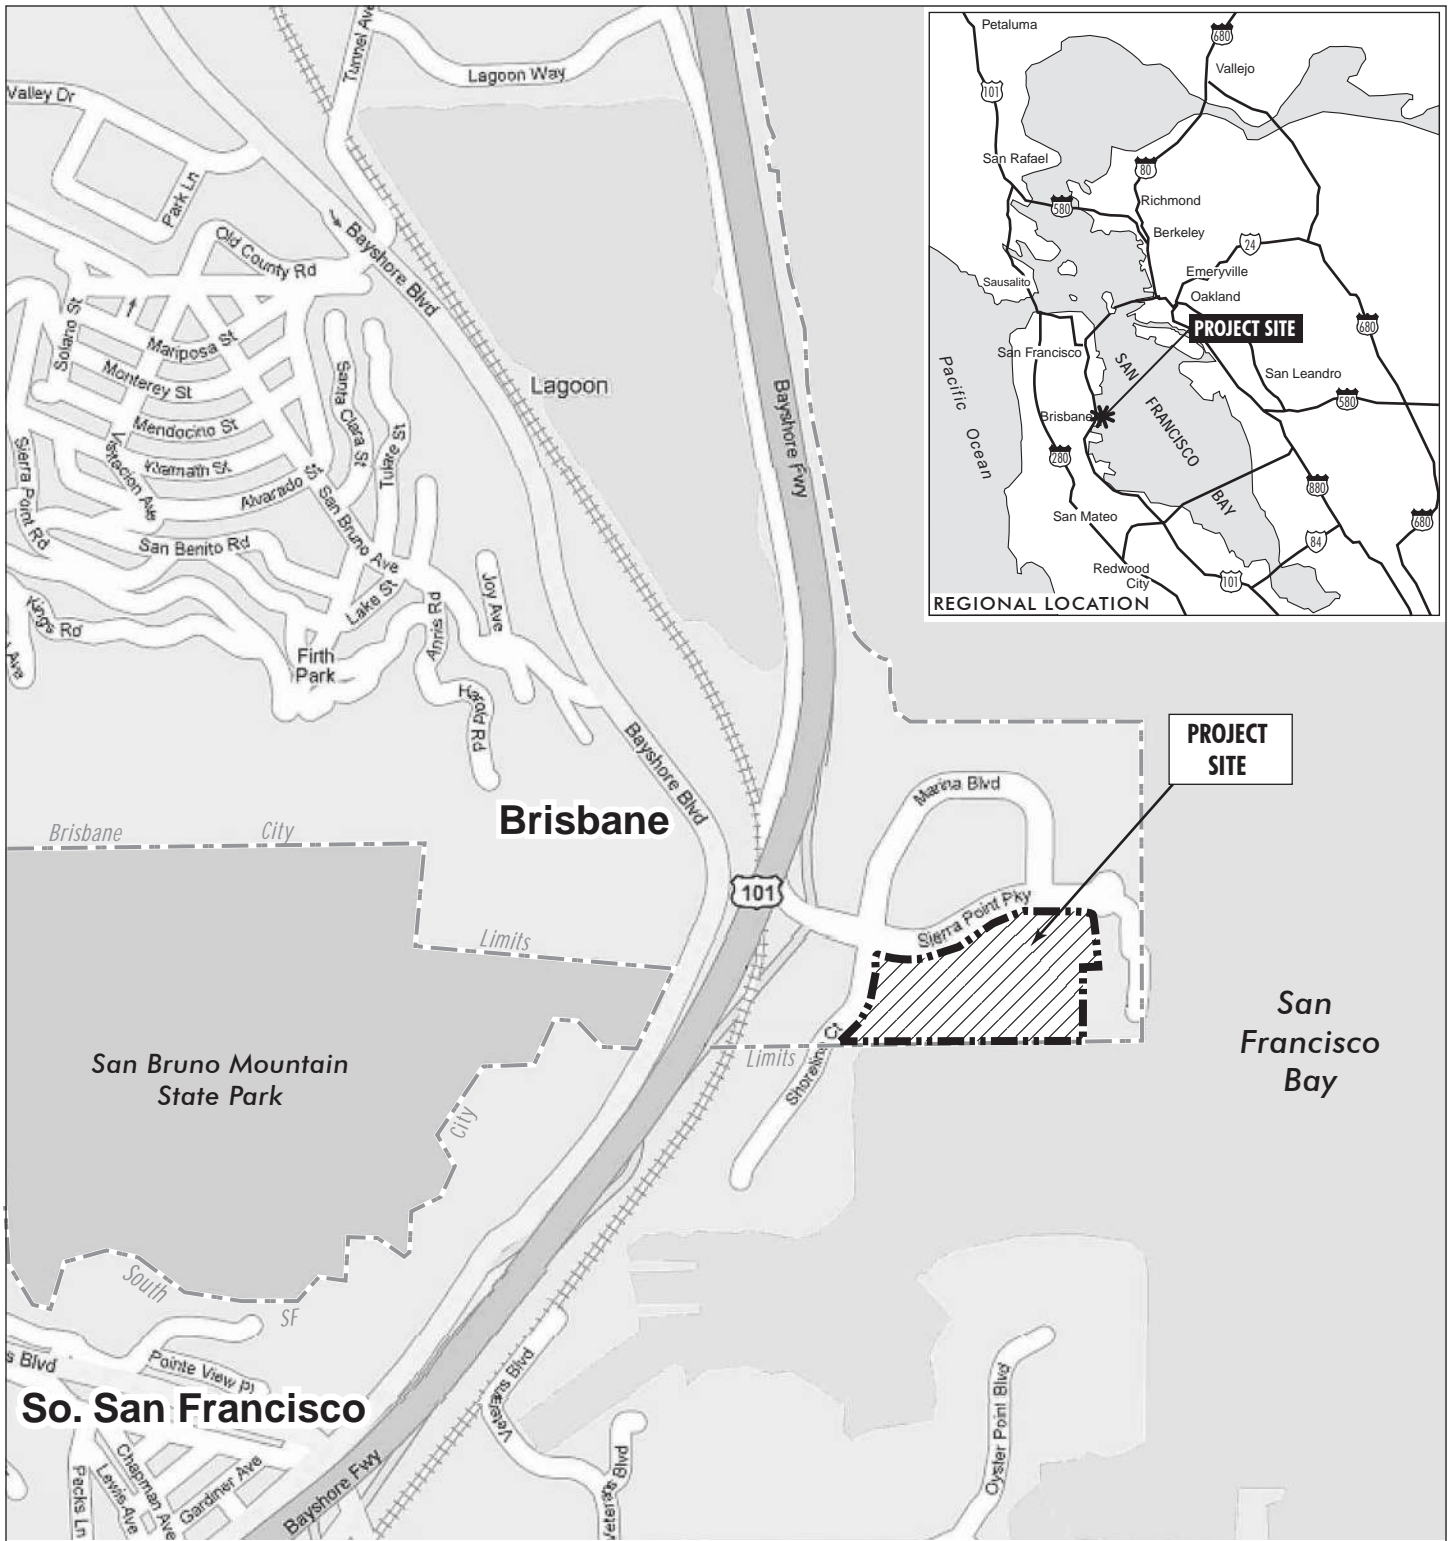 Petaluma
680
Vallejo
101
San Rafael
80
580
Richmond
Berkeley
24
Emeryville
Sausalito
Oakland
PROJECT SITE
680
San Francisco
SAN
FRANCISCO
BAY
San Leandro
580
Pacific Ocean
Brisbane
280
880
San Mateo
680
84
Redwood
City
101
REGIONAL LOCATION
Tunnel Ave
Lagoon Way
Valley Dr
Park Ln
Old County Rd
Bayshore Blvd
Solano St
Mariposa St
Monterey St
Mendocino St
Klamath St
Visitacion Ave
Alvarado St
Santa Clara St
Tulare St
Sierra Point Rd
San Bruno Ave
San Benito Rd
Lake St
Kings Rd
Ave
Firth
Park
Annis Rd
Joy Ave
Harold Rd
Lagoon
Bayshore Fwy
Bayshore Blvd
Brisbane
Brisbane City
Limits
101
PROJECT
SITE
Marina Blvd
Sierra Point Pky
Shoreline Ct
Limits
San
Francisco
Bay
San Bruno Mountain
State Park
City
South
SF
s Blvd
Pointe View Pl
So. San Francisco
Chapman Ave
Lewis Ave
Gardiner Ave
Pecks Ln
Bayshore Fwy
Veterans Blvd
Veterans Blvd
Oyster Point Blvd